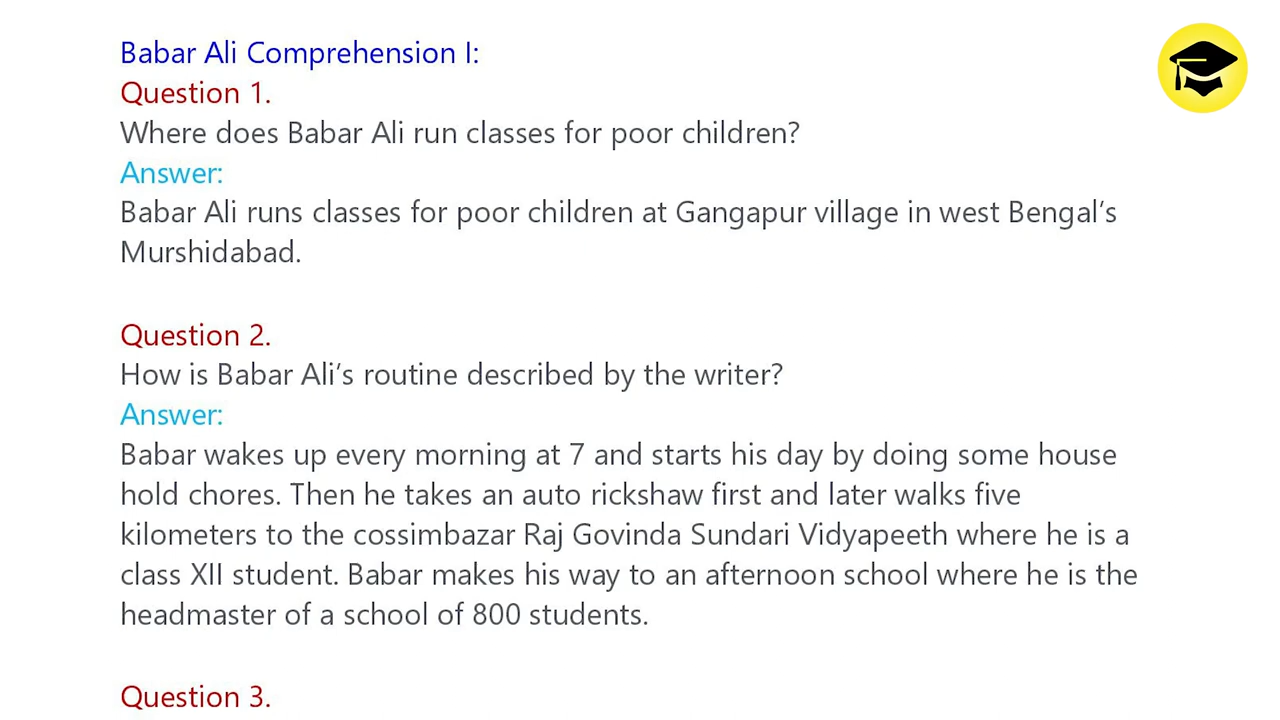 Babar Ali Comprehension I:
Question 1.
Where does Babar Ali run classes for poor children?
Answer:
Babar Ali runs classes for poor children at Gangapur village in west Bengal’s
Murshidabad.
Question 2.
How is Babar Ali’s routine described by the writer?
Answer:
Babar wakes up every morning at 7 and starts his day by doing some house
hold chores. Then he takes an auto rickshaw first and later walks five
kilometers to the cossimbazar Raj Govinda Sundari Vidyapeeth where he is a
class XII student. Babar makes his way to an afternoon school where he is the
headmaster of a school of 800 students.
Question 3.